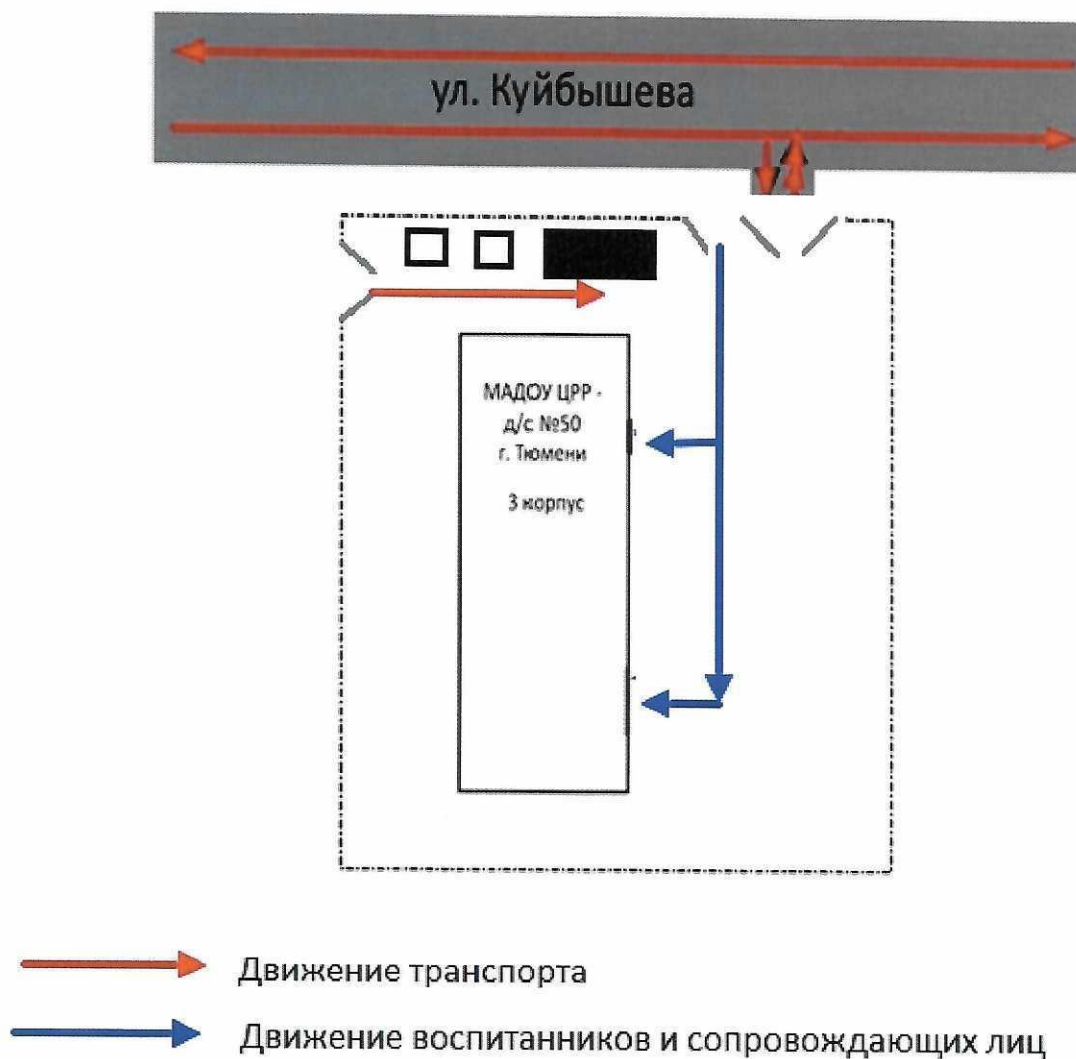 ул. Куйбышева
МАДОУ ЦРР -
д/с №50
г. Тюмени
3 корпус
Движение транспорта
Движение воспитанников и сопровождающих лиц